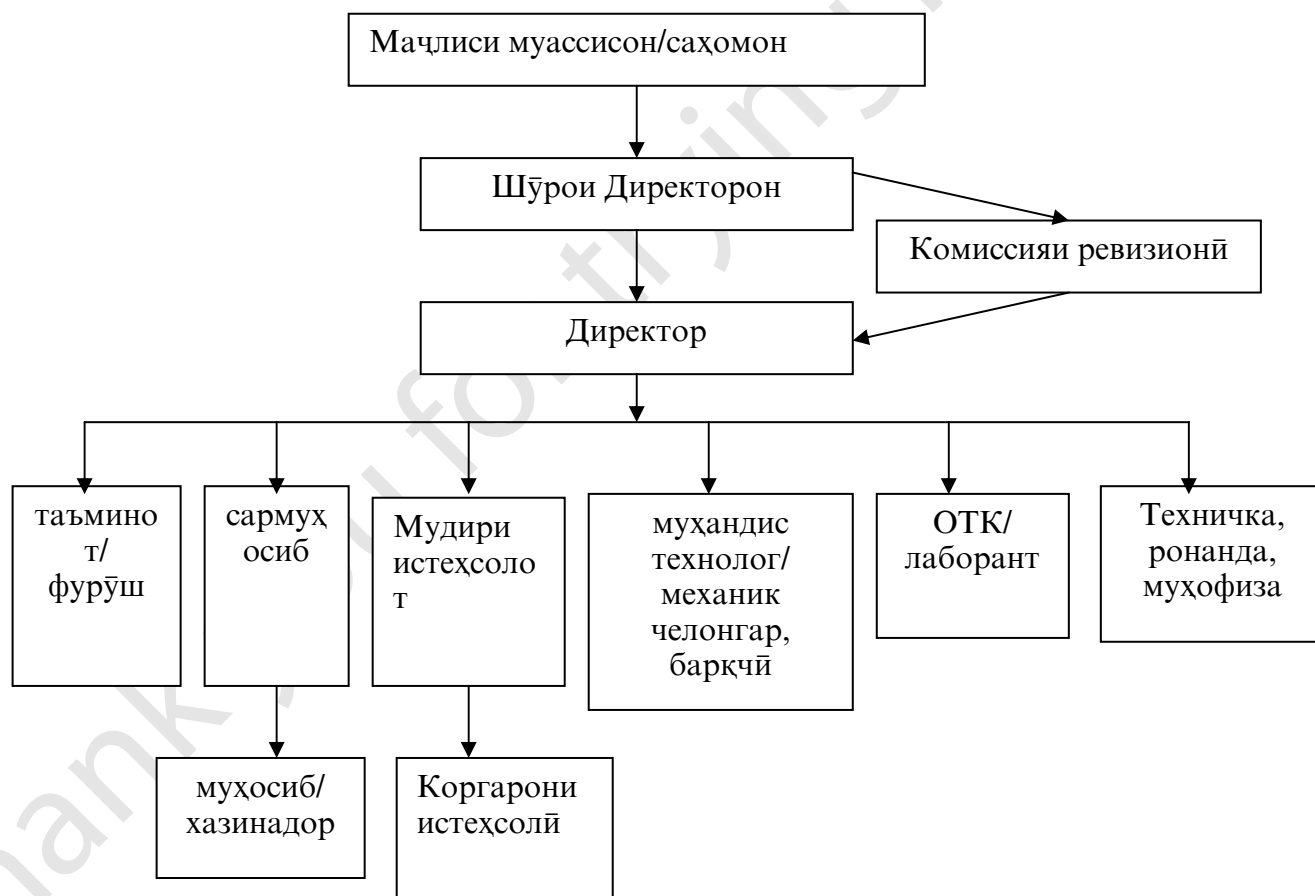 Маҷлиси муассисон/саҳомон
Шӯрои Директорон
Комиссияи ревизионӣ
Директор
таъмино
т/
фурӯш
сармуҳ
осиб
Мудири
истеҳсоло
т
муҳандис
технолог/
механик
челонгар,
барқчӣ
ОТК/
лаборант
Техничка,
ронанда,
муҳофиза
муҳосиб/
хазинадор
Коргарони
истеҳсолӣ